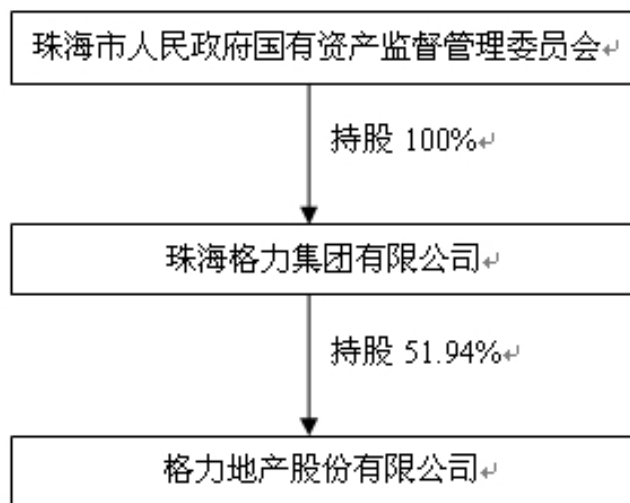 珠海市人民政府国有资产监督管理委员会↵
持股 100%↵
珠海格力集团有限公司↵
持股 51.94%↵
格力地产股份有限公司↵